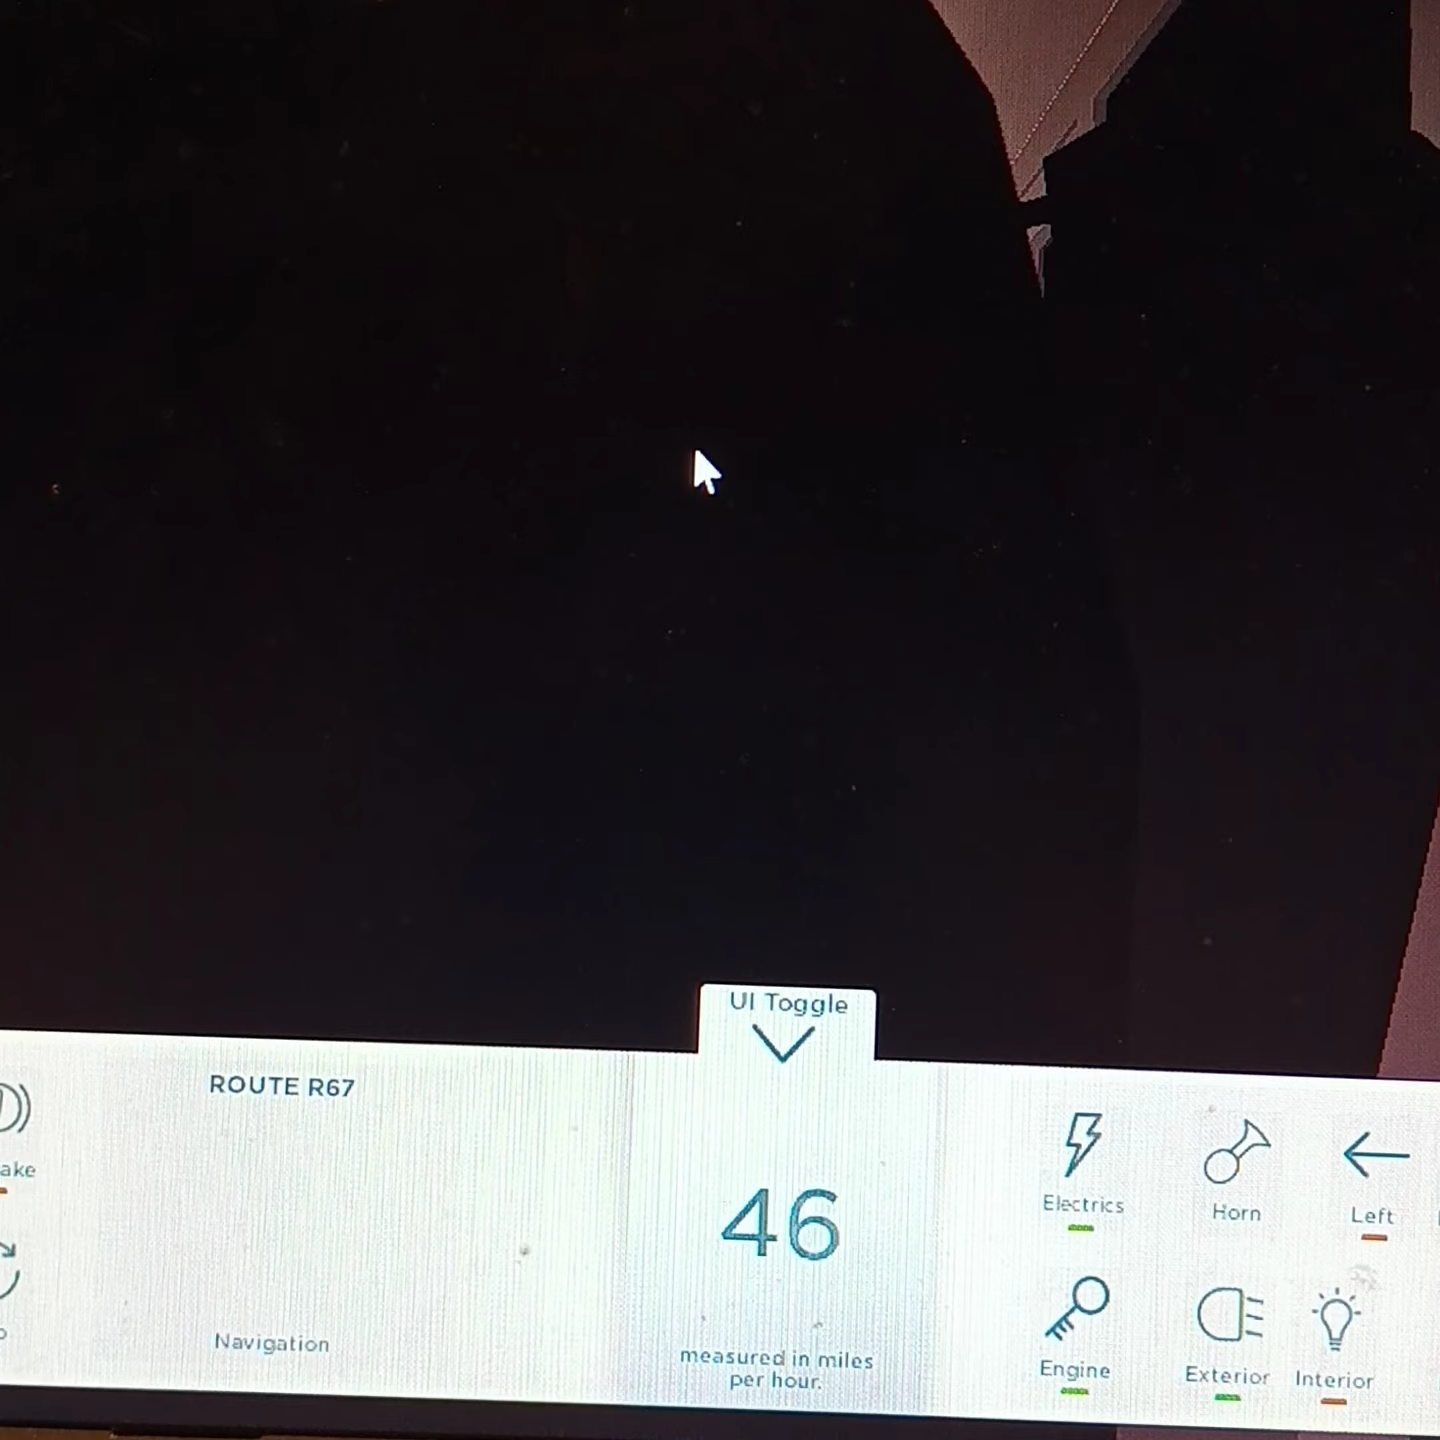 UI Toggle
ROUTE R67
ake
Electrics
Horn
Left
46
Navigation
measured in miles
per hour.
Engine
Exterior
Interior